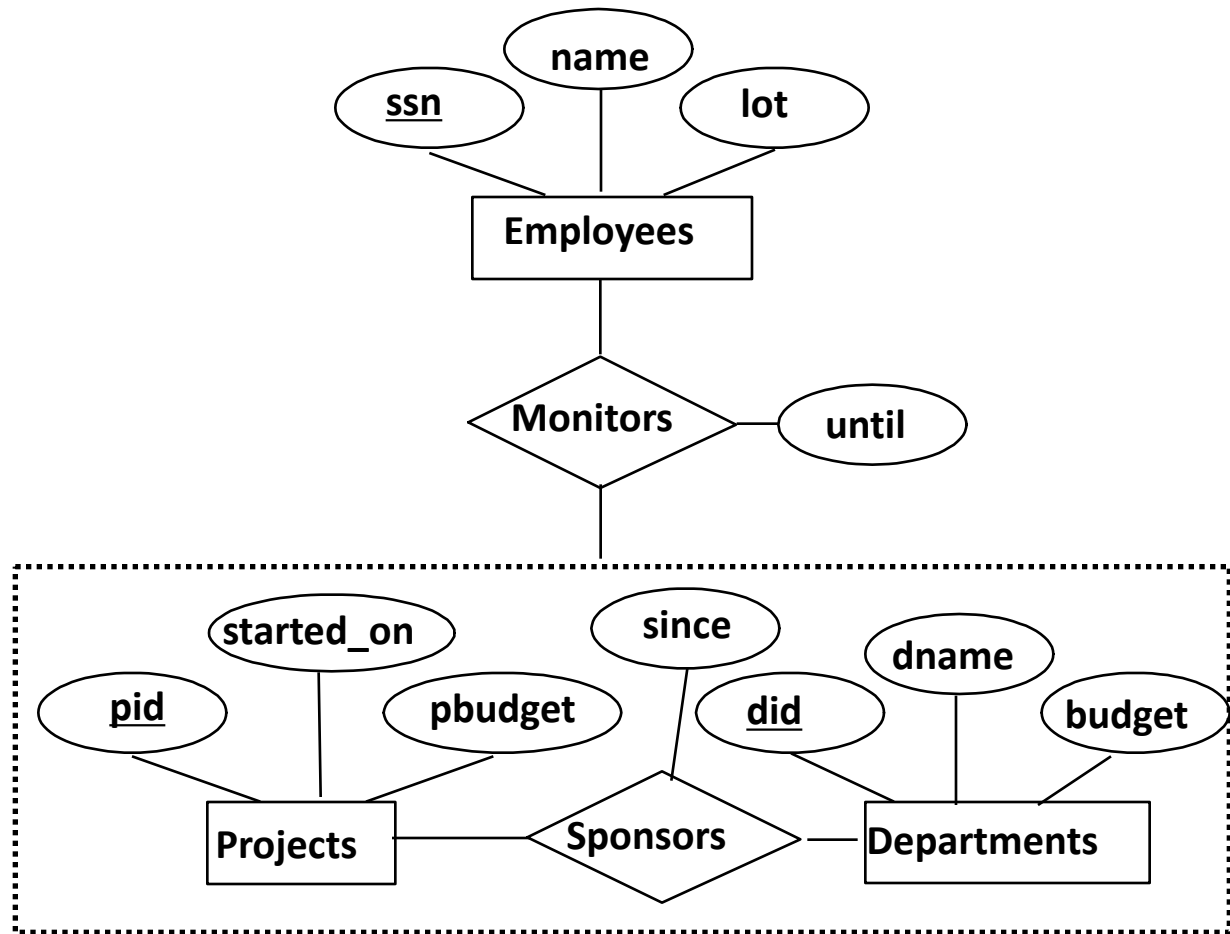 name
ssn
lot
Employees
Monitors
until
started_on
since
dname
pid
pbudget
did
budget
Projects
Sponsors
Departments